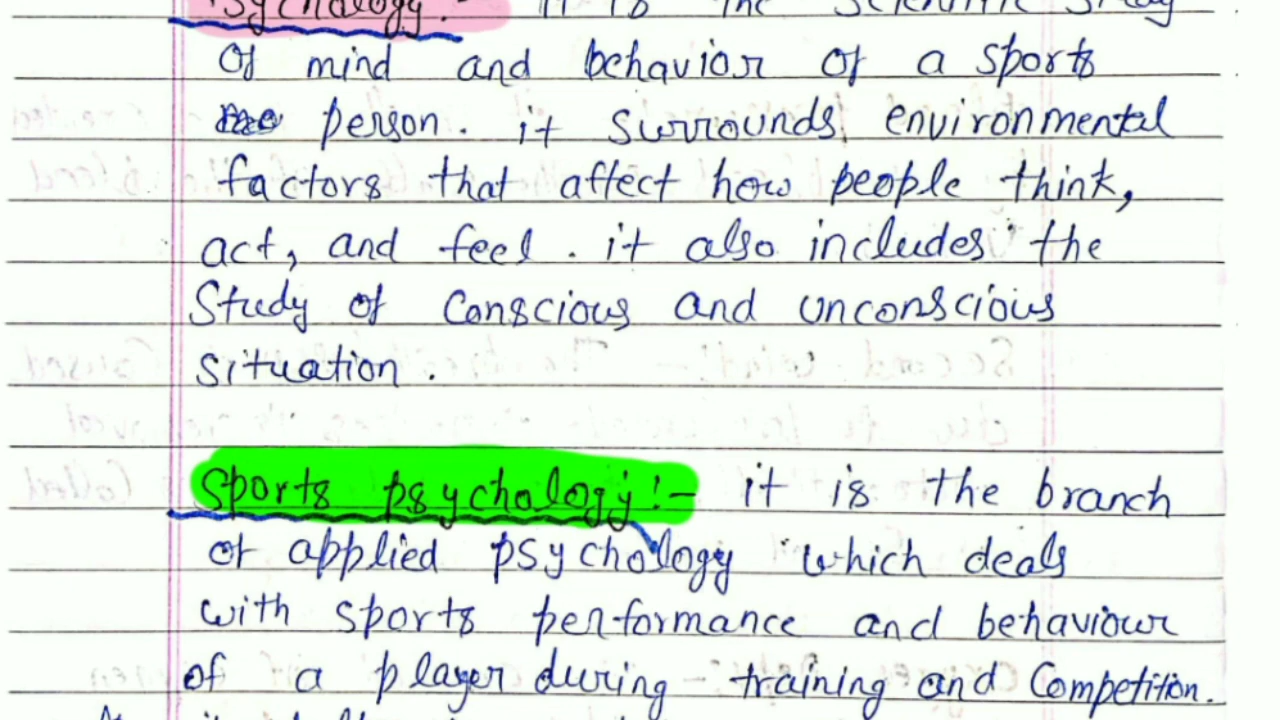 Psychology:- It is the Scientific Study
Of mind and behavior of a sports
person. it surrounds environmental
factors that affect how people think,
act, and feel. it also includes the
Study of Conscious and unconscious
situation.
Sports psychology:- it is the branch
of applied psychology which deals
with sports performance and behaviour
of a player during training and Competition.